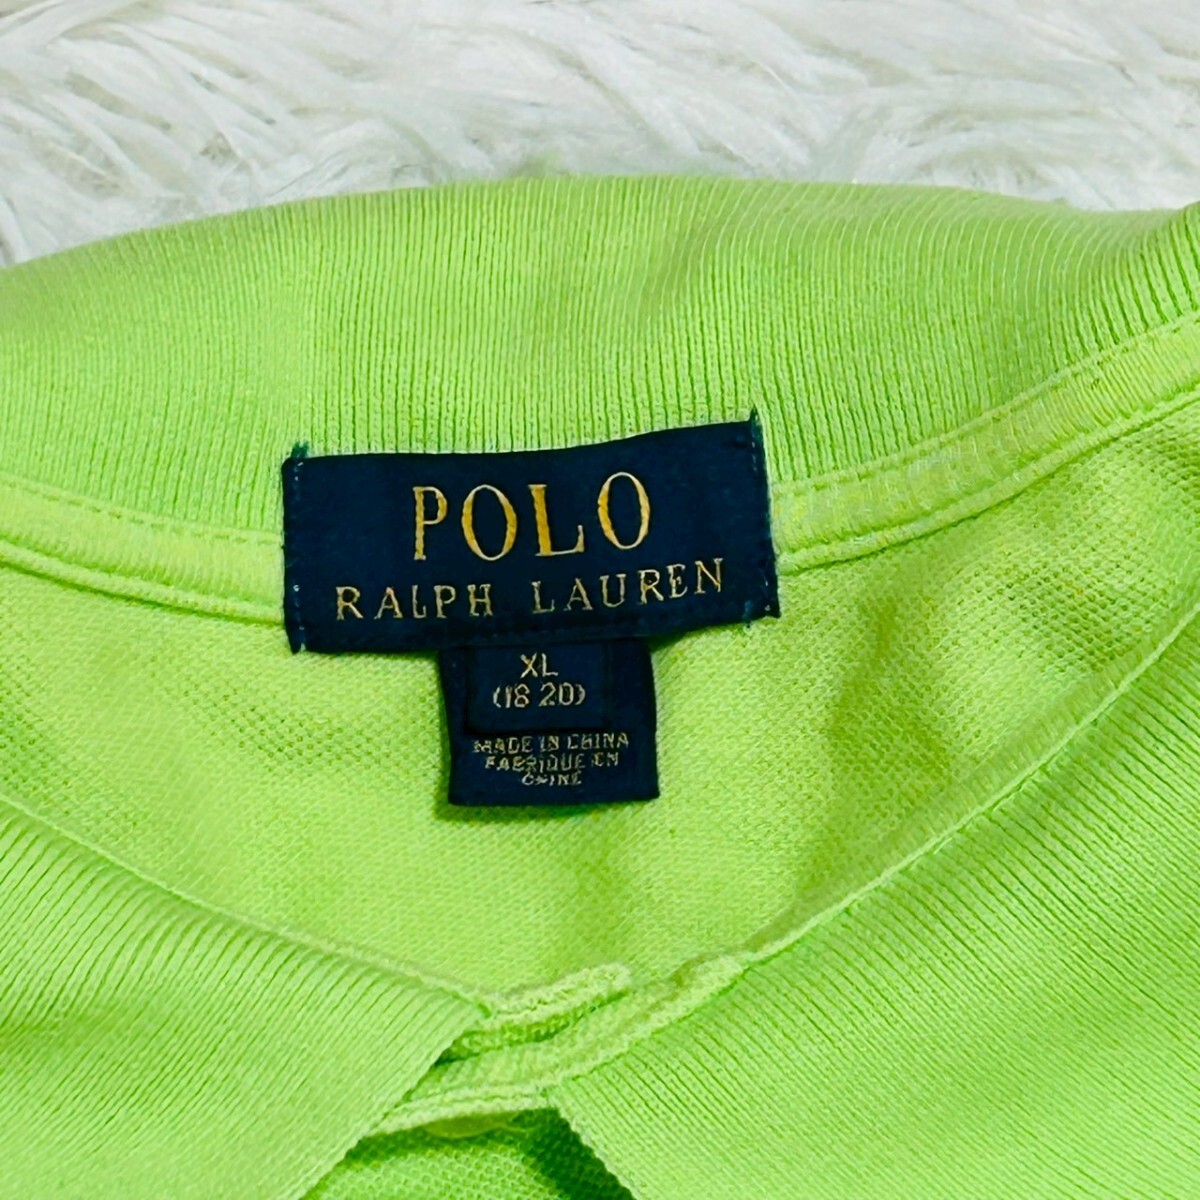 POLO
RALPH LAUREN
XL
(18 20)
MADE IN CHINA
FABRIQUE EN
CHINE